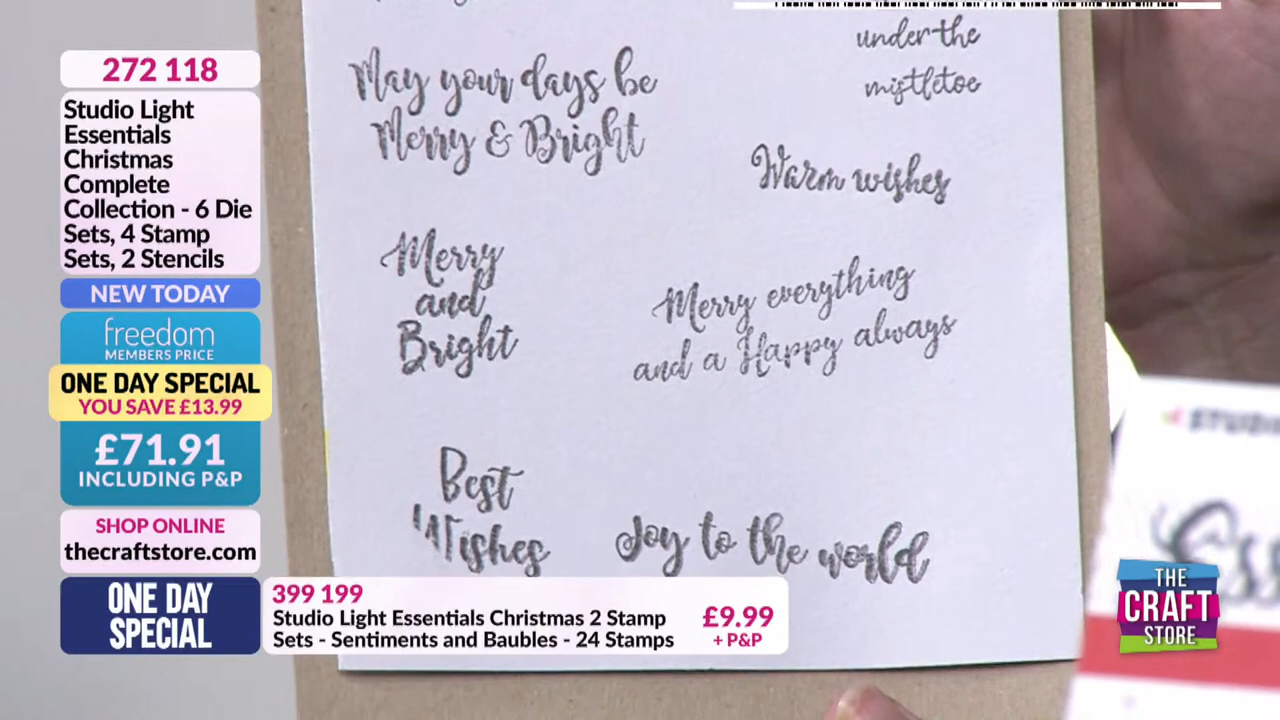 272 118
Studio Light
Essentials
Christmas
Complete
Collection - 6 Die
Sets, 4 Stamp
Sets, 2 Stencils
NEW TODAY
freedom
MEMBERS PRICE
ONE DAY SPECIAL
YOU SAVE £13.99
£71.91
INCLUDING P&P
SHOP ONLINE
thecraftstore.com
ONE DAY
SPECIAL
399 199
Studio Light Essentials Christmas 2 Stamp
Sets - Sentiments and Baubles - 24 Stamps
£9.99
+ P&P
May your days be
Merry & Bright
under the
mistletoe
Warm wishes
Merry
and
Bright
Merry everything
and a Happy always
Best
Wishes
Joy to the world
THE
CRAFT
STORE